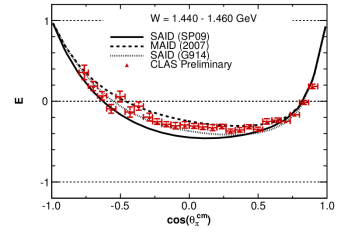 W = 1.440 - 1.460 GeV
SAID (SP09)
MAID (2007)
SAID (G914)
CLAS Preliminary
E
1
0
-1
-1.0
-0.5
0.0
0.5
1.0
cos(θπcm)